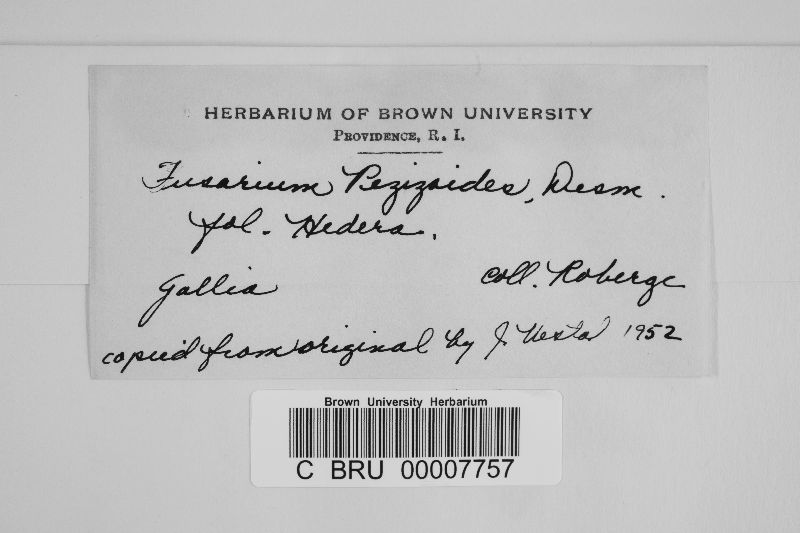 HERBARIUM OF BROWN UNIVERSITY
PROVIDENCE, R. I.
Fusarium Pezizoides, Desm.
fol. Hedera.
Gallia coll. Roberge
copied from original by J. Vestal 1952
Brown University Herbarium
C BRU 00007757